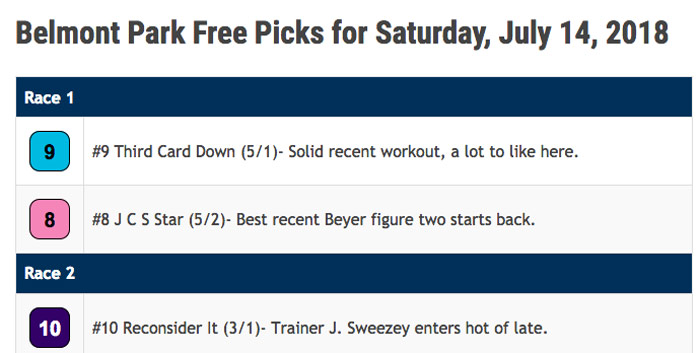 Belmont Park Free Picks for Saturday, July 14, 2018
Race 1
9
#9 Third Card Down (5/1)- Solid recent workout, a lot to like here.
8
#8 J C S Star (5/2)- Best recent Beyer figure two starts back.
Race 2
10
#10 Reconsider It (3/1)- Trainer J. Sweezey enters hot of late.